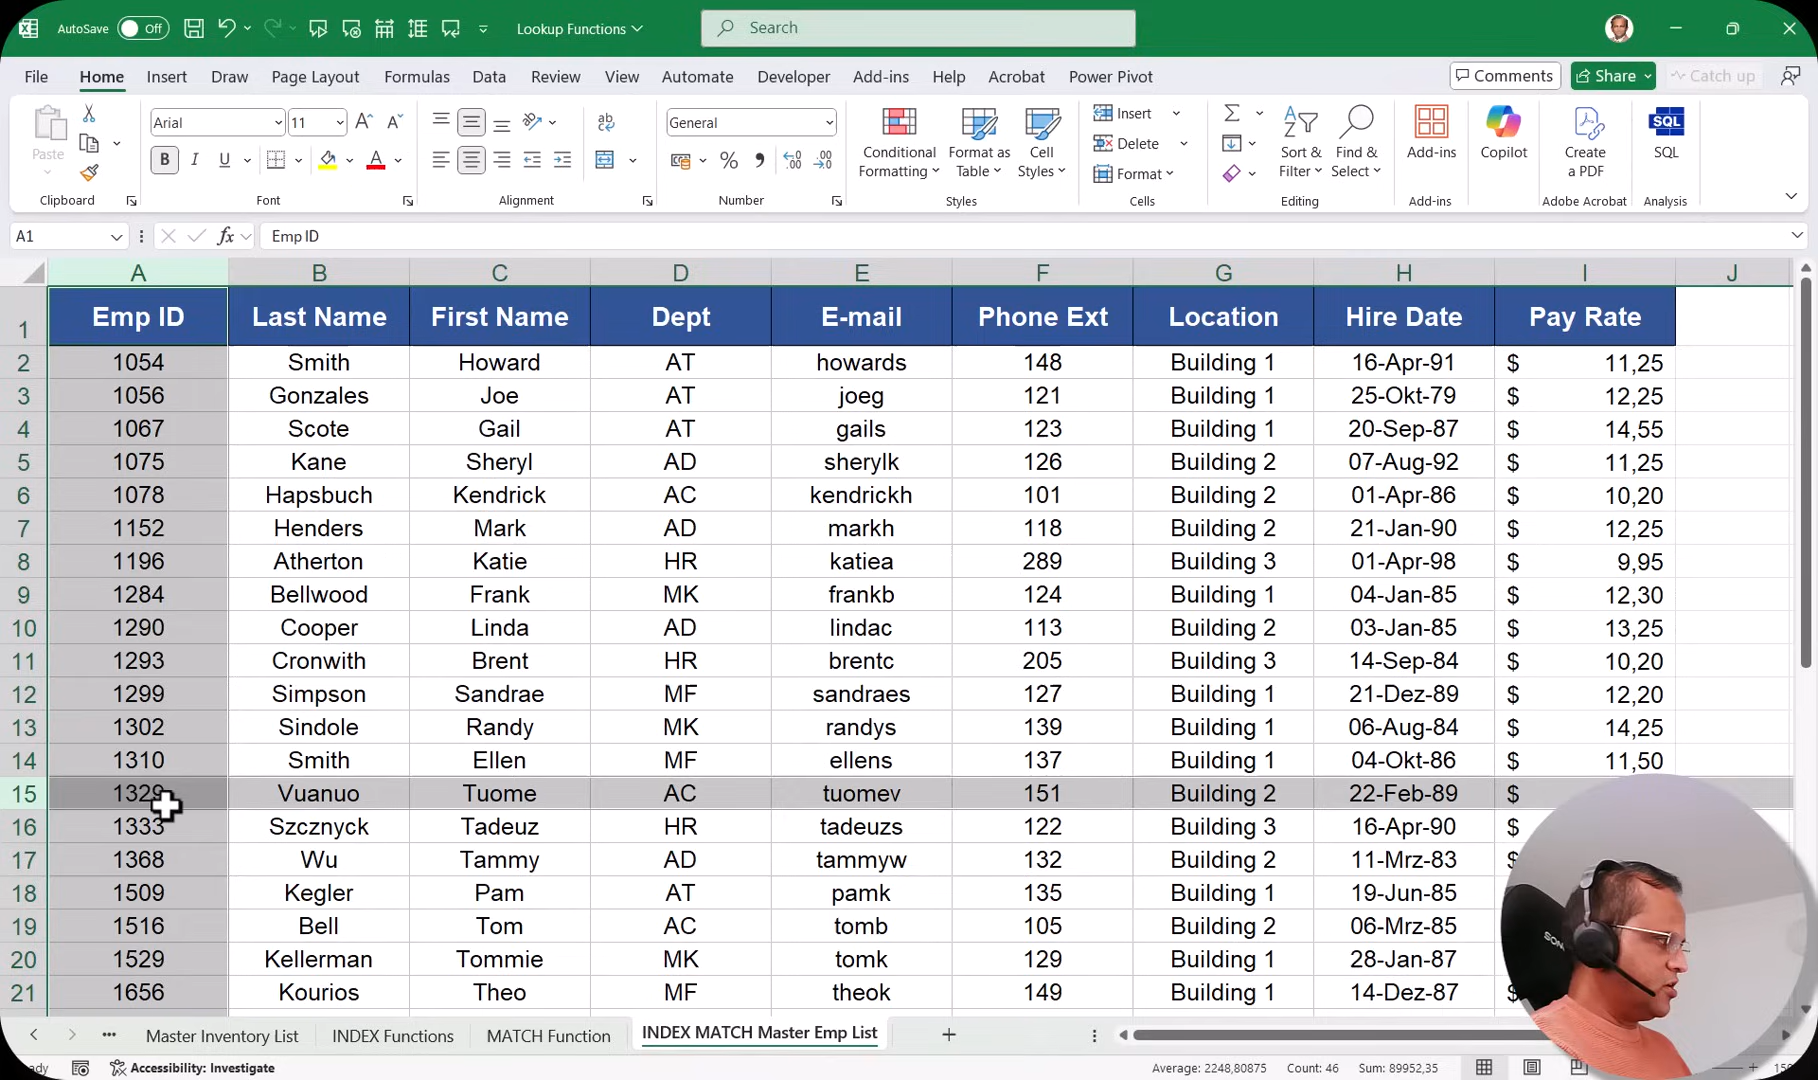 AutoSave Off Lookup Functions Search
File Home Insert Draw Page Layout Formulas Data Review View Automate Developer Add-ins Help Acrobat Power Pivot Comments Share Catch up
Paste Arial 11 General Conditional Formatting Format as Table Cell Styles Insert Delete Format Sort & Filter Find & Select Add-ins Copilot Create a PDF SQL
Clipboard Font Alignment Number Styles Cells Editing Add-ins Adobe Acrobat Analysis
A1 fx Emp ID
A B C D E F G H I J
1 Emp ID Last Name First Name Dept E-mail Phone Ext Location Hire Date Pay Rate
2 1054 Smith Howard AT howards 148 Building 1 16-Apr-91 $ 11,25
3 1056 Gonzales Joe AT joeg 121 Building 1 25-Okt-79 $ 12,25
4 1067 Scote Gail AT gails 123 Building 1 20-Sep-87 $ 14,55
5 1075 Kane Sheryl AD sherylk 126 Building 2 07-Aug-92 $ 11,25
6 1078 Hapsbuch Kendrick AC kendrickh 101 Building 2 01-Apr-86 $ 10,20
7 1152 Henders Mark AD markh 118 Building 2 21-Jan-90 $ 12,25
8 1196 Atherton Katie HR katiea 289 Building 3 01-Apr-98 $ 9,95
9 1284 Bellwood Frank MK frankb 124 Building 1 04-Jan-85 $ 12,30
10 1290 Cooper Linda AD lindac 113 Building 2 03-Jan-85 $ 13,25
11 1293 Cronwith Brent HR brentc 205 Building 3 14-Sep-84 $ 10,20
12 1299 Simpson Sandrae MF sandraes 127 Building 1 21-Dez-89 $ 12,20
13 1302 Sindole Randy MK randys 139 Building 1 06-Aug-84 $ 14,25
14 1310 Smith Ellen MF ellens 137 Building 1 04-Okt-86 $ 11,50
15 1329 Vuanuo Tuome AC tuomev 151 Building 2 22-Feb-89 $
16 1333 Szcznyck Tadeuz HR tadeuzs 122 Building 3 16-Apr-90 $
17 1368 Wu Tammy AD tammyw 132 Building 2 11-Mrz-83 $
18 1509 Kegler Pam AT pamk 135 Building 1 19-Jun-85
19 1516 Bell Tom AC tomb 105 Building 2 06-Mrz-85
20 1529 Kellerman Tommie MK tomk 129 Building 1 28-Jan-87
21 1656 Kourios Theo MF theok 149 Building 1 14-Dez-87 $
Master Inventory List INDEX Functions MATCH Function INDEX MATCH Master Emp List
Accessibility: Investigate Average: 2248,80875 Count: 46 Sum: 89952,35